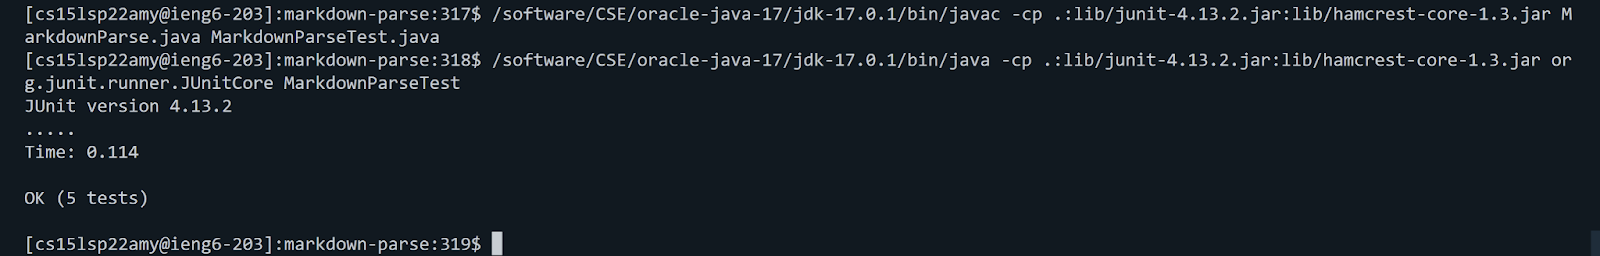 [cs15lsp22amy@ieng6-203]:markdown-parse:317$ /software/CSE/oracle-java-17/jdk-17.0.1/bin/javac -cp .:lib/junit-4.13.2.jar:lib/hamcrest-core-1.3.jar M
arkdownParse.java MarkdownParseTest.java
[cs15lsp22amy@ieng6-203]:markdown-parse:318$ /software/CSE/oracle-java-17/jdk-17.0.1/bin/java -cp .:lib/junit-4.13.2.jar:lib/hamcrest-core-1.3.jar or
g.junit.runner.JUnitCore MarkdownParseTest
JUnit version 4.13.2
.....
Time: 0.114
OK (5 tests)
[cs15lsp22amy@ieng6-203]:markdown-parse:319$